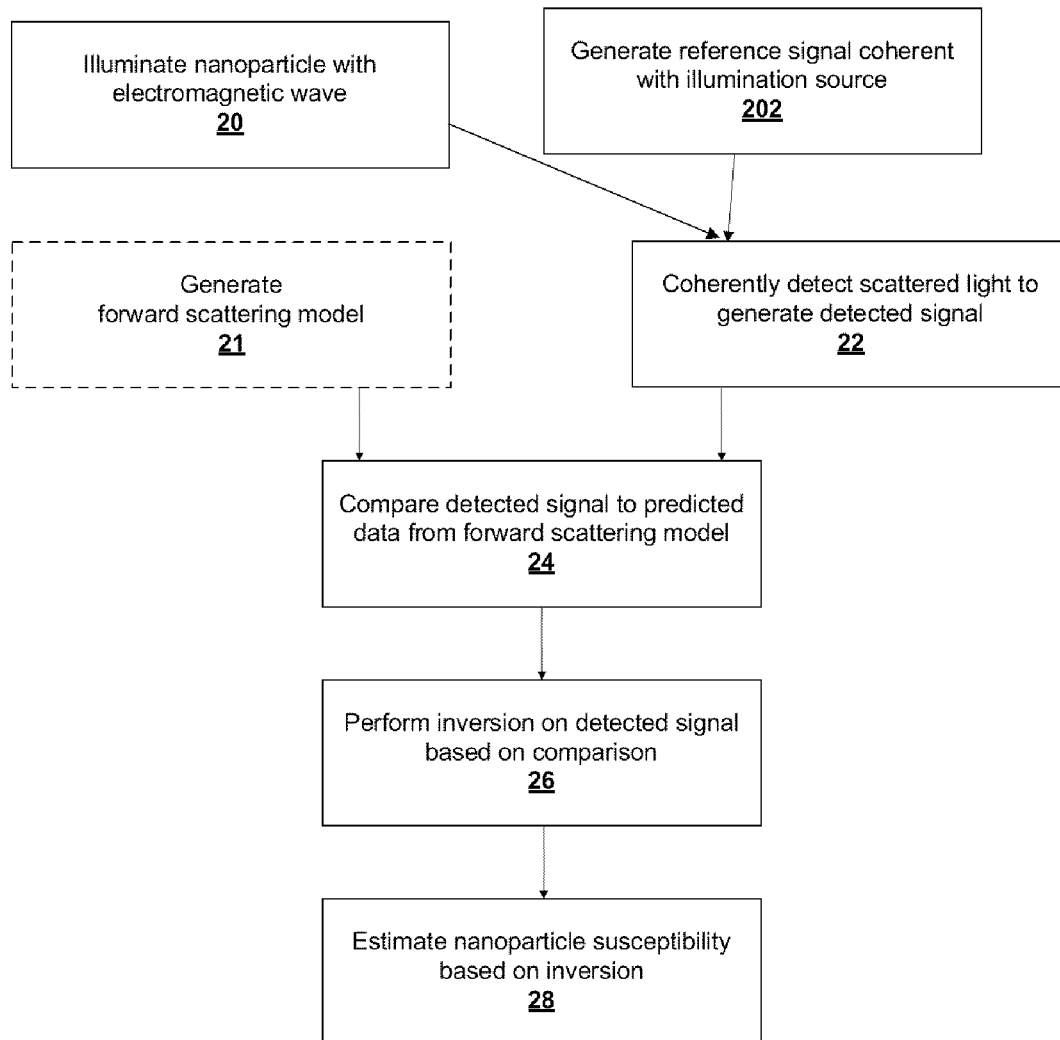 Illuminate nanoparticle with
electromagnetic wave
20
Generate reference signal coherent
with illumination source
202
Generate
forward scattering model
21
Coherently detect scattered light to
generate detected signal
22
Compare detected signal to predicted
data from forward scattering model
24
Perform inversion on detected signal
based on comparison
26
Estimate nanoparticle susceptibility
based on inversion
28